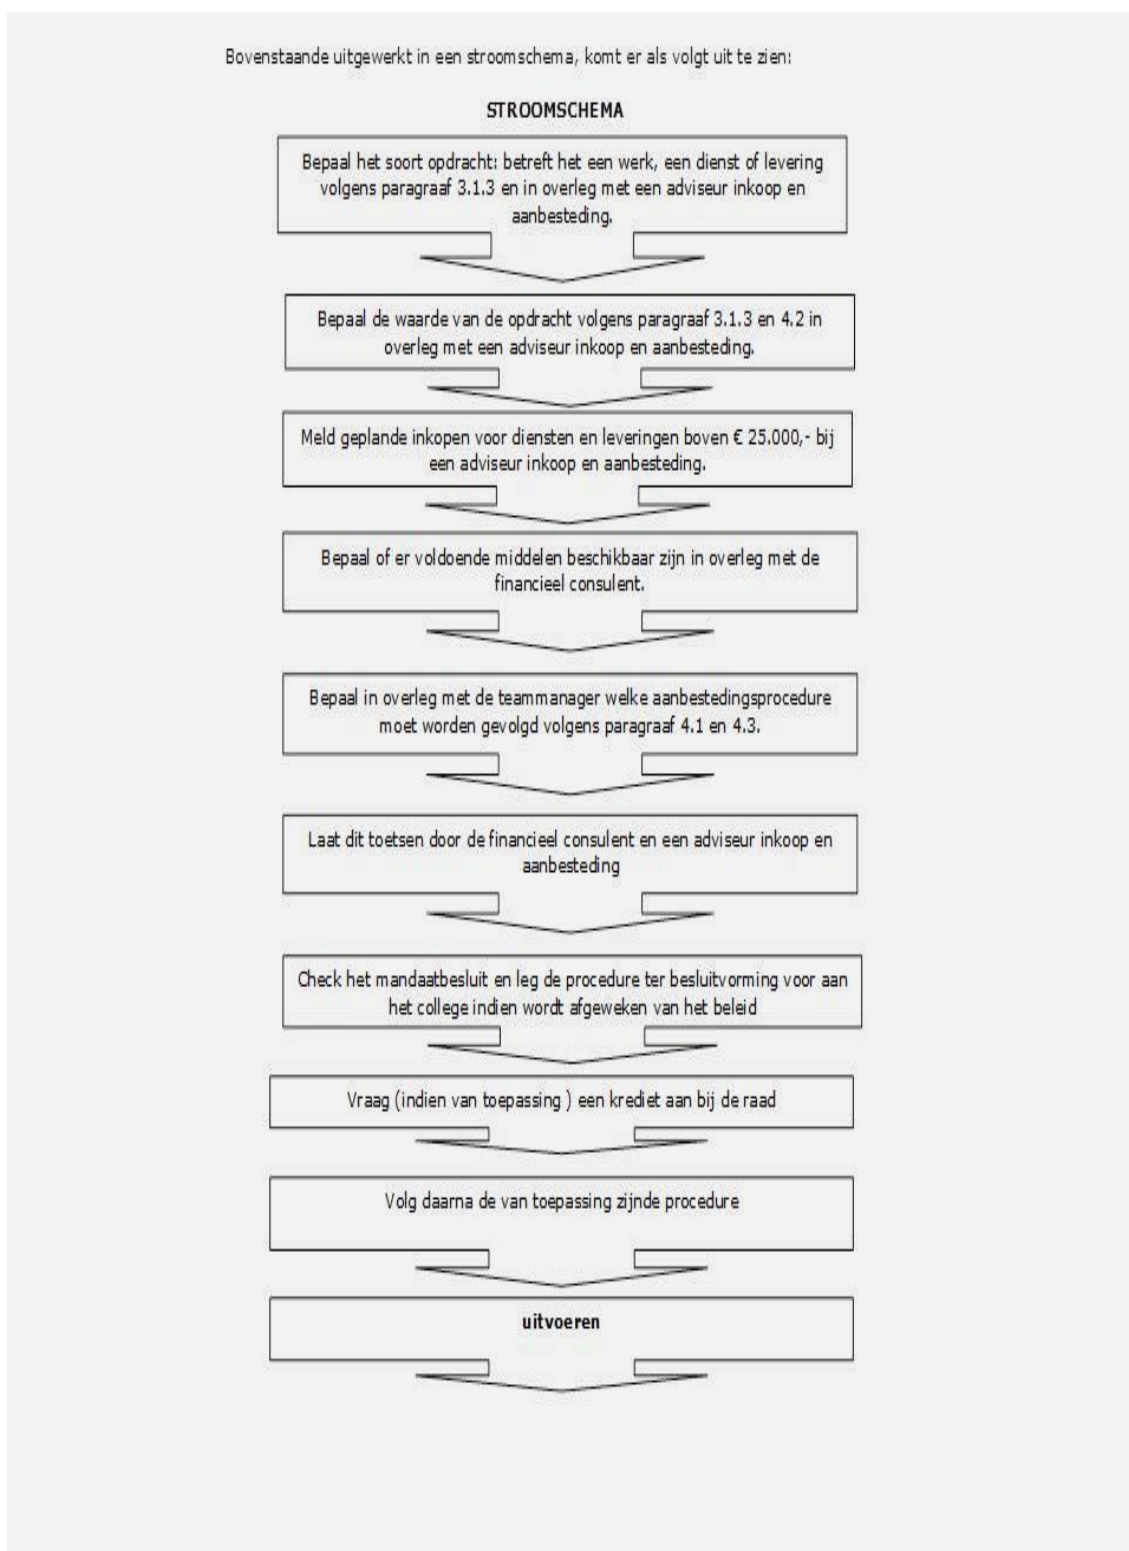 Bovenstaande uitgewerkt in een stroomschema, komt er als volgt uit te zien:
STROOMSCHEMA
Bepaal het soort opdracht: betreft het een werk, een dienst of levering
volgens paragraaf 3.1.3 en in overleg met een adviseur inkoop en
aanbesteding.
Bepaal de waarde van de opdracht volgens paragraaf 3.1.3 en 4.2 in
overleg met een adviseur inkoop en aanbesteding.
Meld geplande inkopen voor diensten en leveringen boven € 25.000,- bij
een adviseur inkoop en aanbesteding.
Bepaal of er voldoende middelen beschikbaar zijn in overleg met de
financieel consulent.
Bepaal in overleg met de teammanager welke aanbestedingsprocedure
moet worden gevolgd volgens paragraaf 4.1 en 4.3.
Laat dit toetsen door de financieel consulent en een adviseur inkoop en
aanbesteding
Check het mandaatbesluit en leg de procedure ter besluitvorming voor aan
het college indien wordt afgeweken van het beleid
Vraag (indien van toepassing ) een krediet aan bij de raad
Volg daarna de van toepassing zijnde procedure
uitvoeren